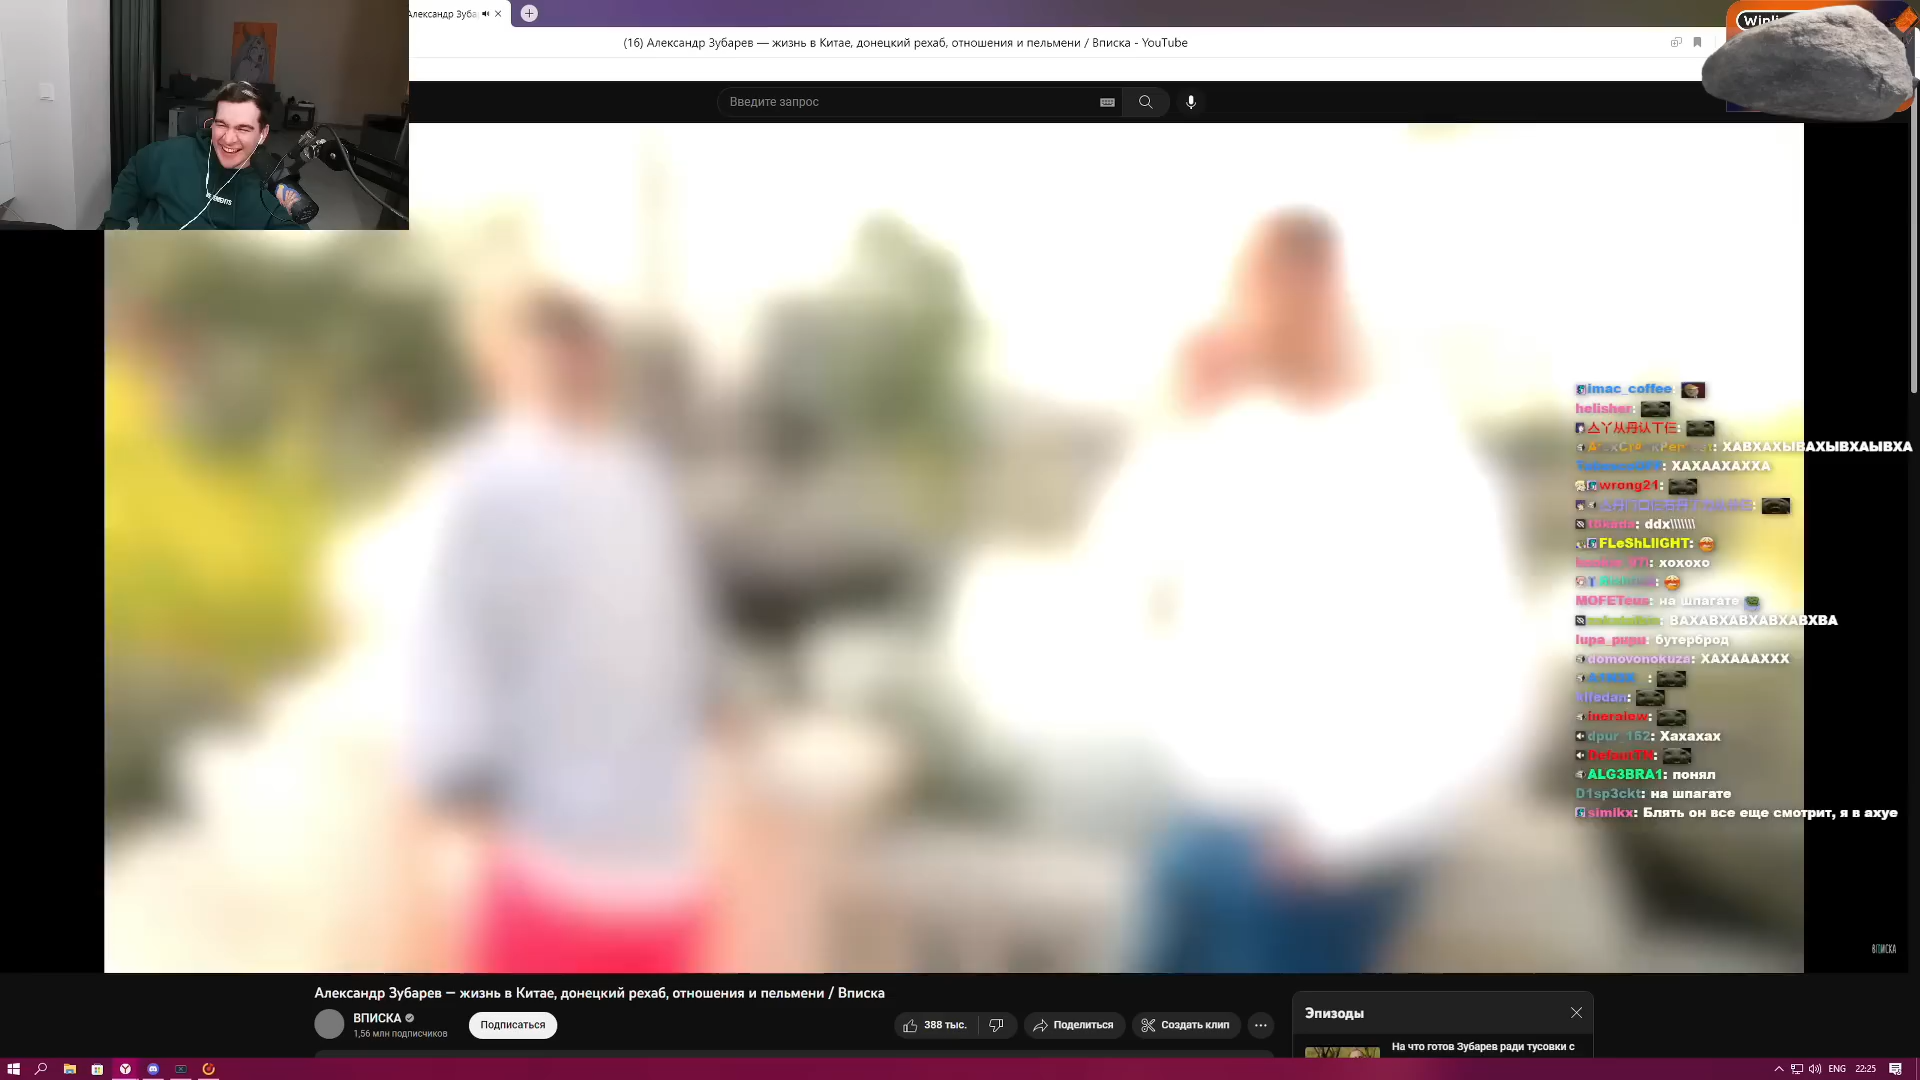 Александр Зуба
(16) Александр Зубарев — жизнь в Китае, донецкий рехаб, отношения и пельмени / Вписка - YouTube
Введите запрос
imac_coffee
helisher:
ХАВХАХЫВАХЫВХАЫВХА
ХАХААХАХХА
wrong21:
ddx\\\\\\\
FLeShLiIGHT:
хохохо
MOFETeus: на шпагате
ВАХАВХАВХАВХАВХВА
lupa_pupu: бутерброд
domovonokuza: ХАХАААХХХ
klfedan:
dpur_152: Хахахах
ALG3BRA1: понял
D1sp3ckt: на шпагате
simikx: Блять он все еще смотрит, я в ахуе
ВПИСКА
Александр Зубарев — жизнь в Китае, донецкий рехаб, отношения и пельмени / Вписка
ВПИСКА
1,56 млн подписчиков
Подписаться
388 тыс.
Поделиться
Создать клип
Эпизоды
На что готов Зубарев ради тусовки с
ENG
22:25